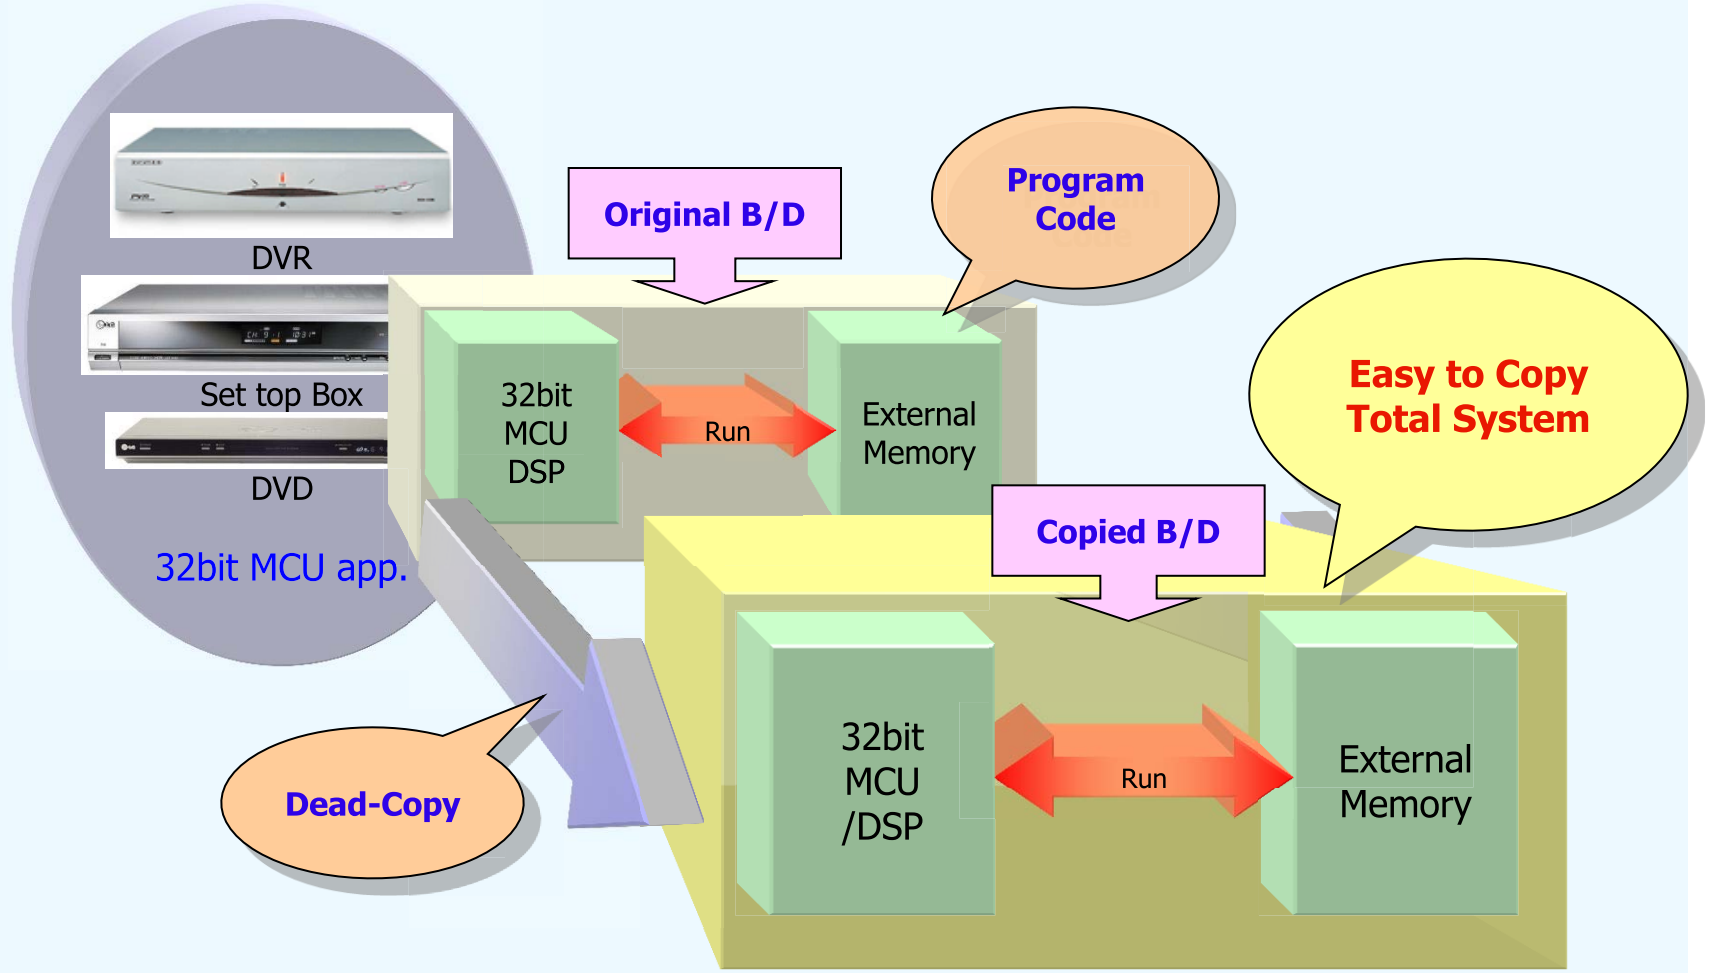 DVR
Set top Box
DVD
32bit MCU app.
Original B/D
Program
Code
32bit
MCU
DSP
Run
External
Memory
Easy to Copy
Total System
Copied B/D
Dead-Copy
32bit
MCU
/DSP
Run
External
Memory